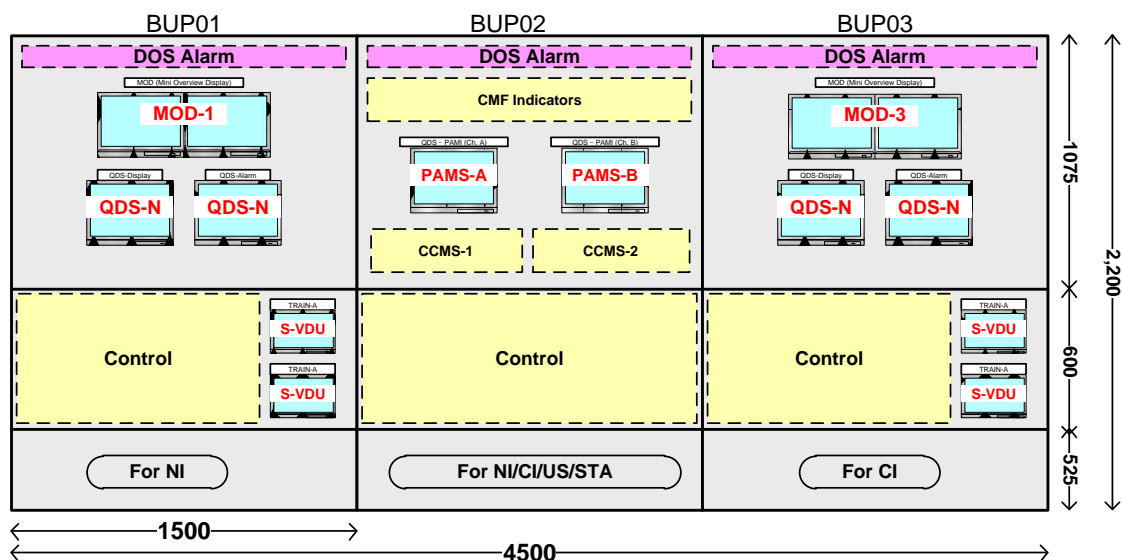 BUP01
BUP02
BUP03
DOS Alarm
DOS Alarm
DOS Alarm
MOD (Mini Overview Display)
MOD-1
QDS-Display
QDS-Alarm
QDS-N
QDS-N
CMF Indicators
QDS - PAMI (Ch. A)
QDS - PAMI (Ch. B)
PAMS-A
PAMS-B
CCMS-1
CCMS-2
MOD (Mini Overview Display)
MOD-3
QDS-Display
QDS-Alarm
QDS-N
QDS-N
Control
TRAIN-A
S-VDU
TRAIN-A
S-VDU
Control
Control
TRAIN-A
S-VDU
TRAIN-A
S-VDU
For NI
For NI/CI/US/STA
For CI
1075
600
525
2,200
1500
4500